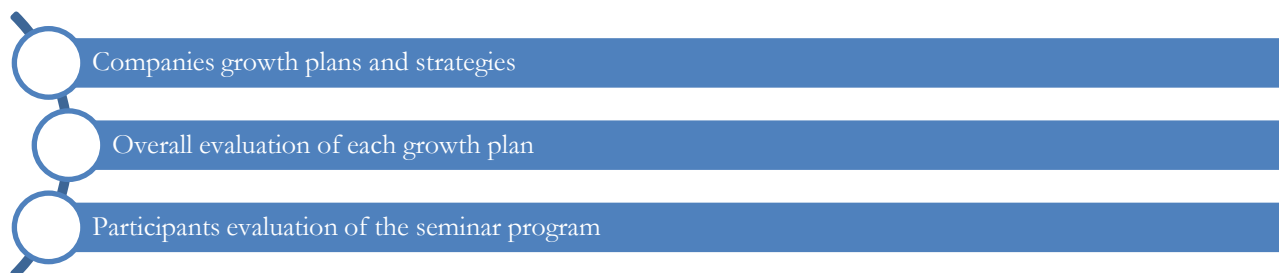 Companies growth plans and strategies
Overall evaluation of each growth plan
Participants evaluation of the seminar program